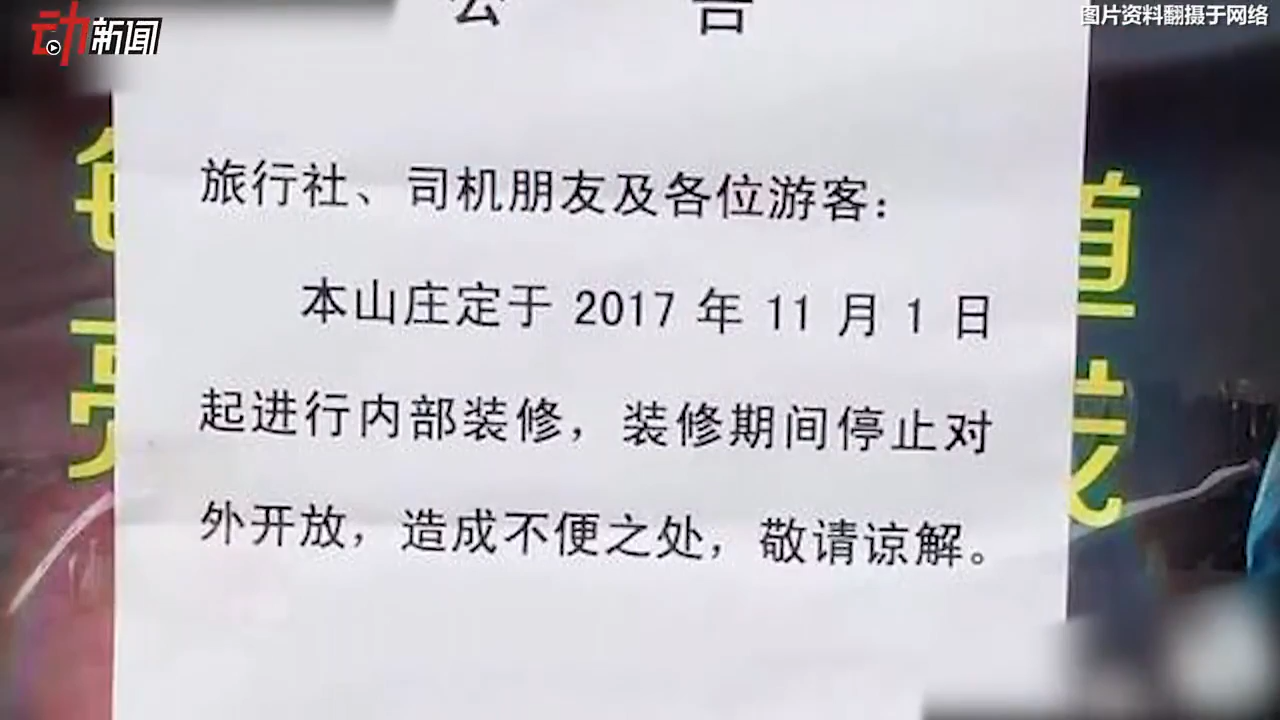 动新闻
图片资料翻摄于网络
公 告
旅行社、司机朋友及各位游客：
本山庄定于 2017 年 11 月 1 日
起进行内部装修，装修期间停止对
外开放，造成不便之处，敬请谅解。